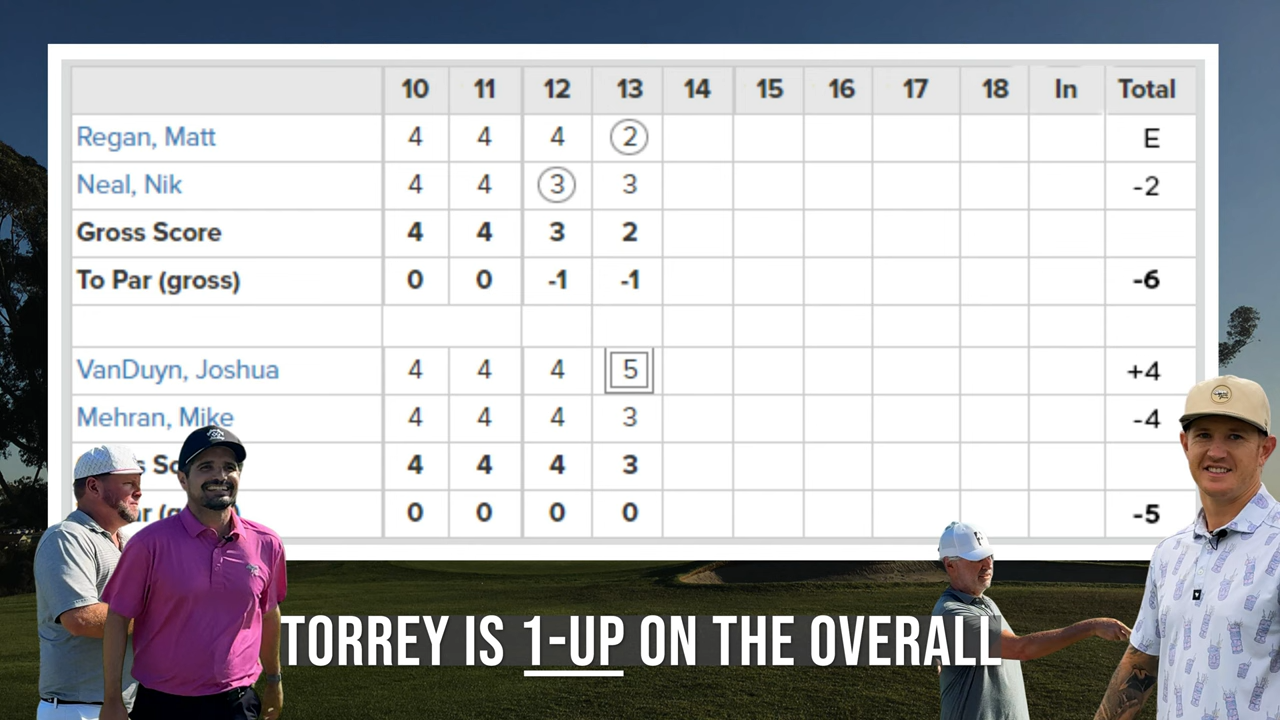 10 11 12 13 14 15 16 17 18 In Total
Regan, Matt 4 4 4 2 E
Neal, Nik 4 4 3 3 -2
Gross Score 4 4 3 2
To Par (gross) 0 0 -1 -1 -6
VanDuyn, Joshua 4 4 4 5 +4
Mehran, Mike 4 4 4 3 -4
4 4 4 3
0 0 0 0 -5
TORREY IS 1-UP ON THE OVERALL